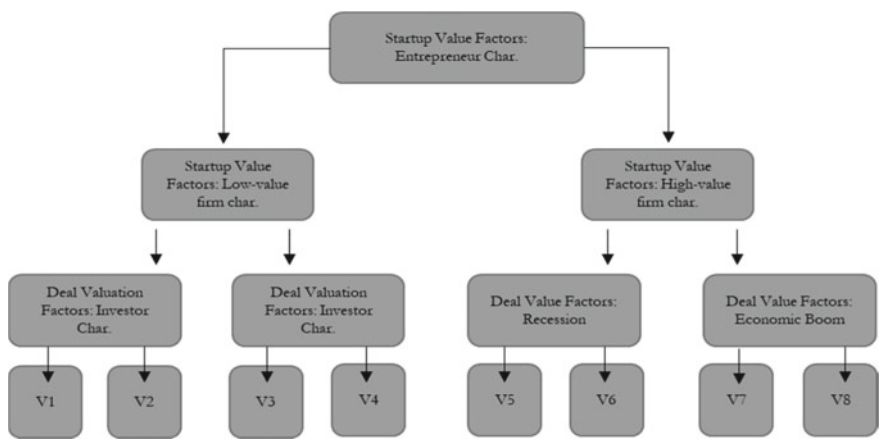 Startup Value Factors:
Entrepreneur Char.
Startup Value
Factors: Low-value
firm char.
Startup Value
Factors: High-value
firm char.
Deal Valuation
Factors: Investor
Char.
Deal Valuation
Factors: Investor
Char.
Deal Value Factors:
Recession
Deal Value Factors:
Economic Boom
V1
V2
V3
V4
V5
V6
V7
V8